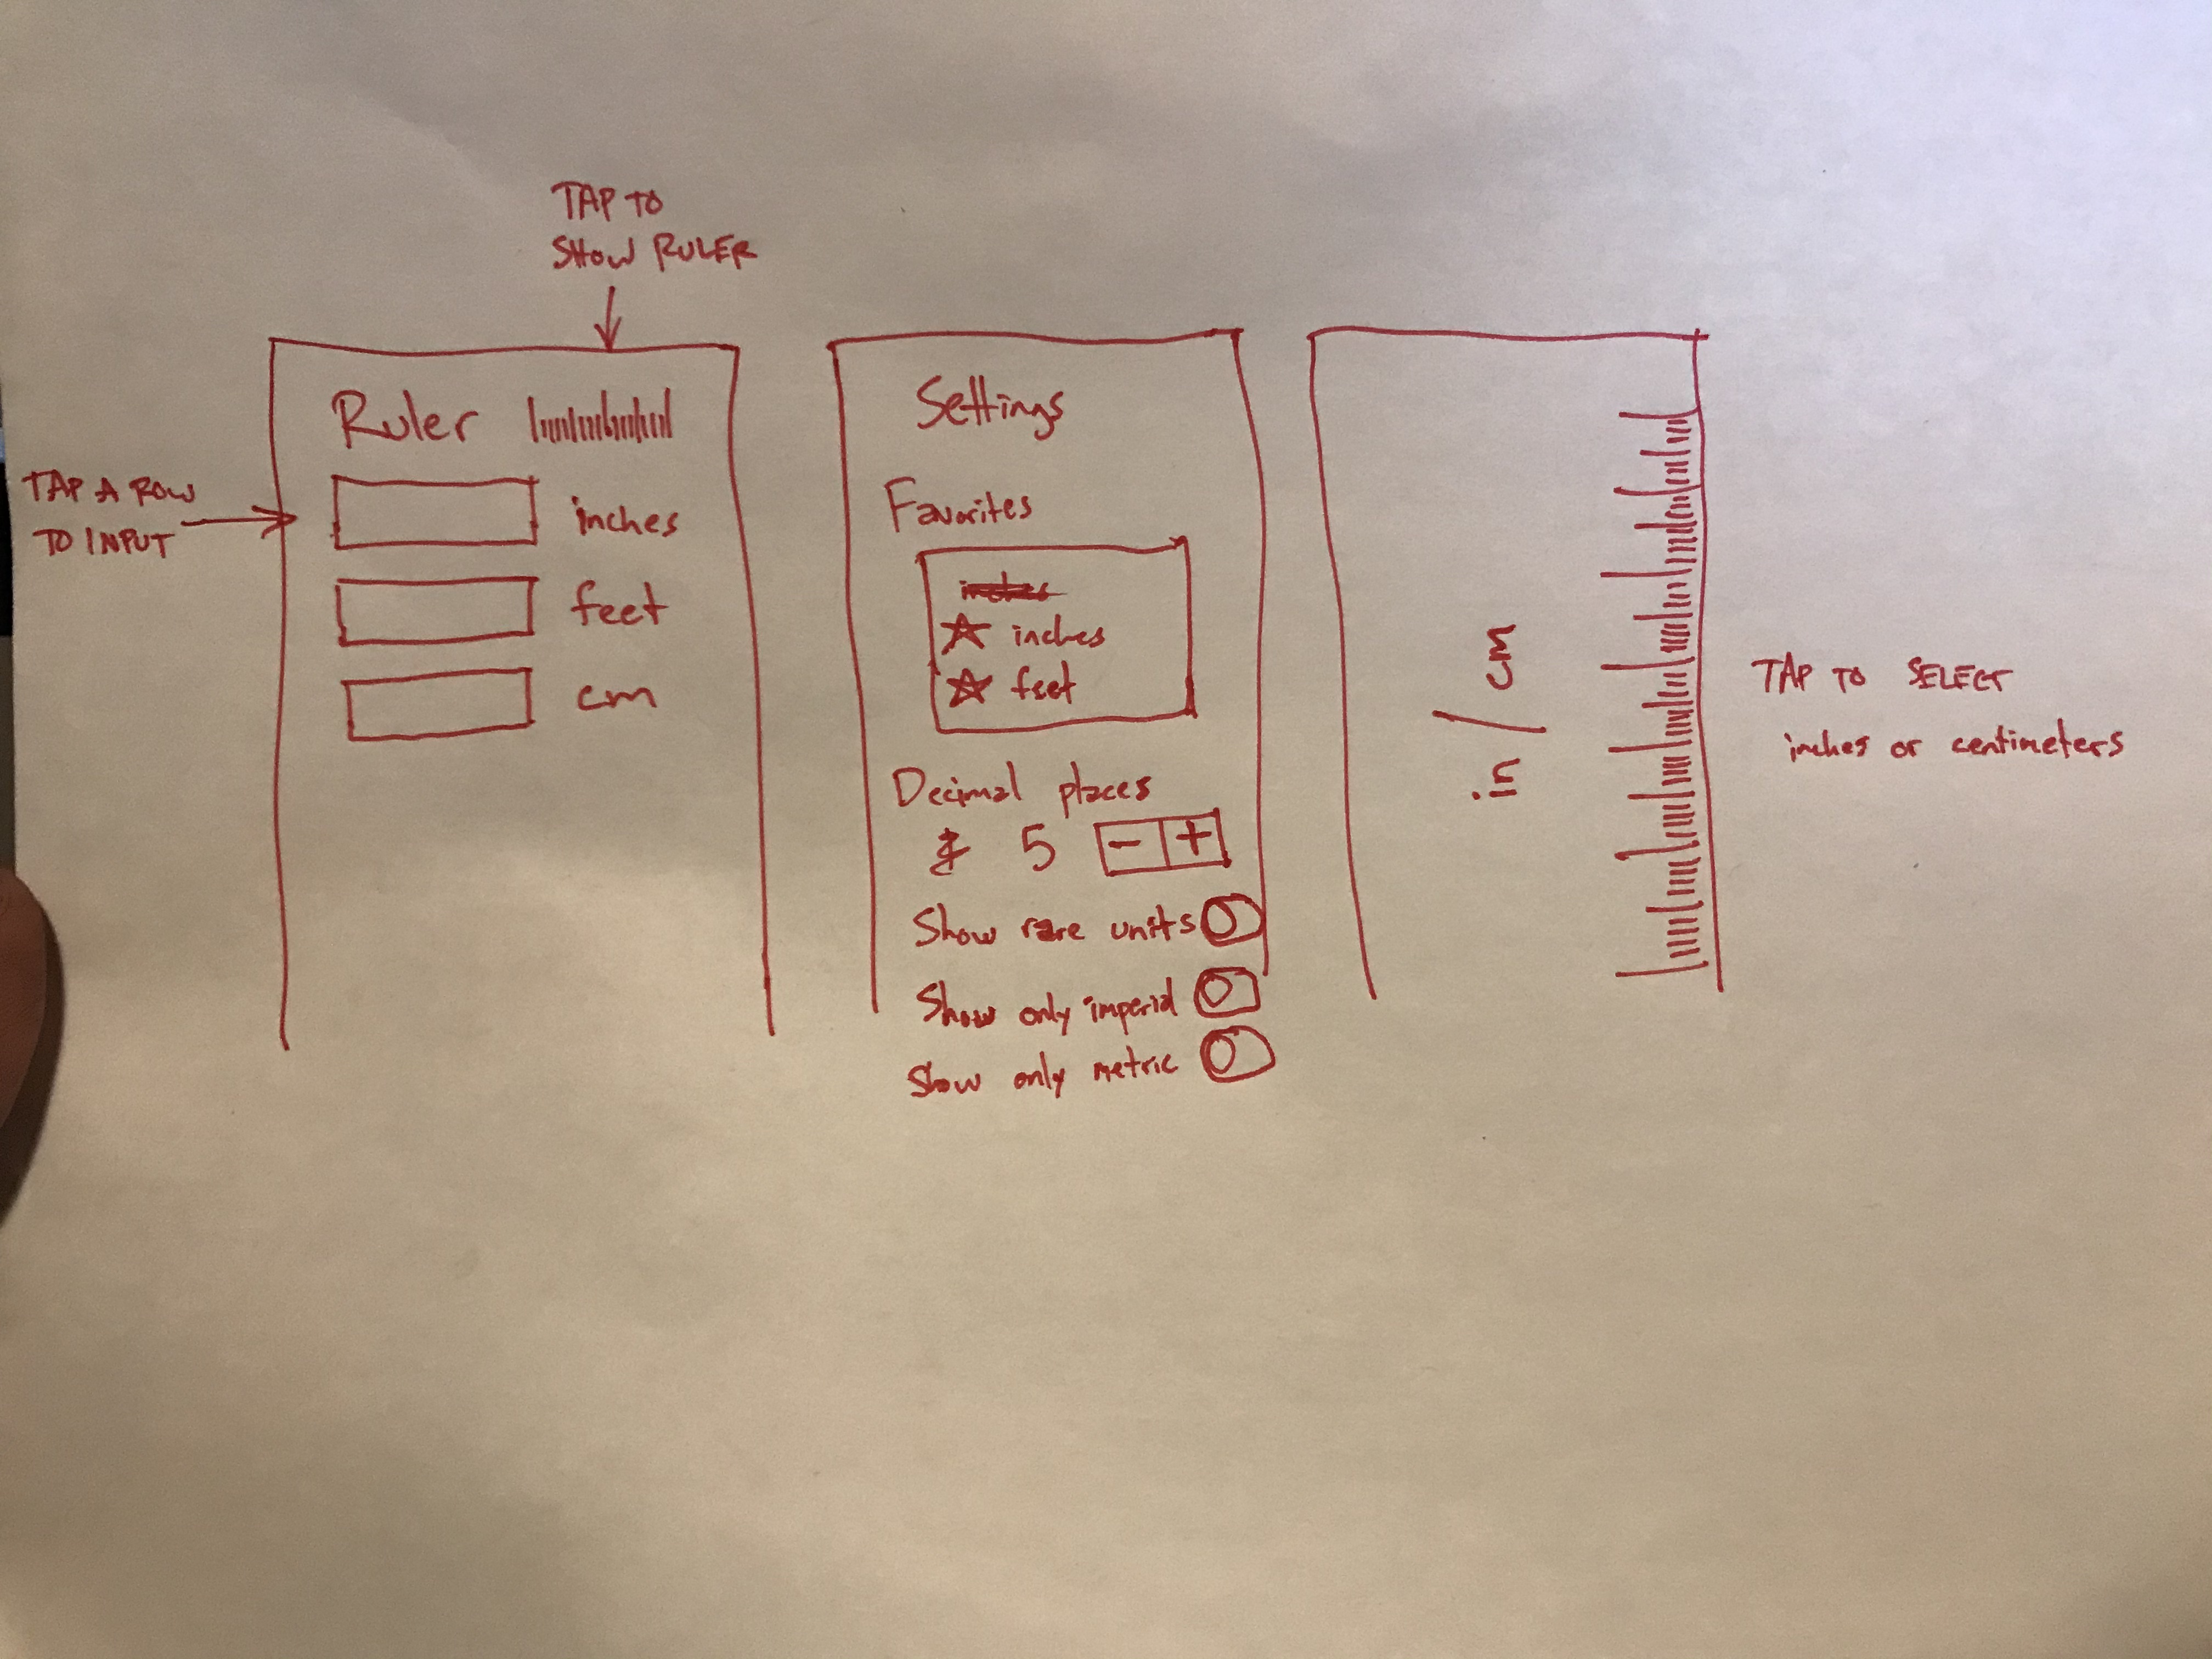 TAP TO
SHOW RULER
TAP A ROW
TO INPUT
Ruler
inches
feet
cm
Settings
Favorites
inches
inches
feet
Decimal places
5 - +
Show rare units
Show only imperial
Show only metric
in / cm
TAP TO SELECT
inches or centimeters